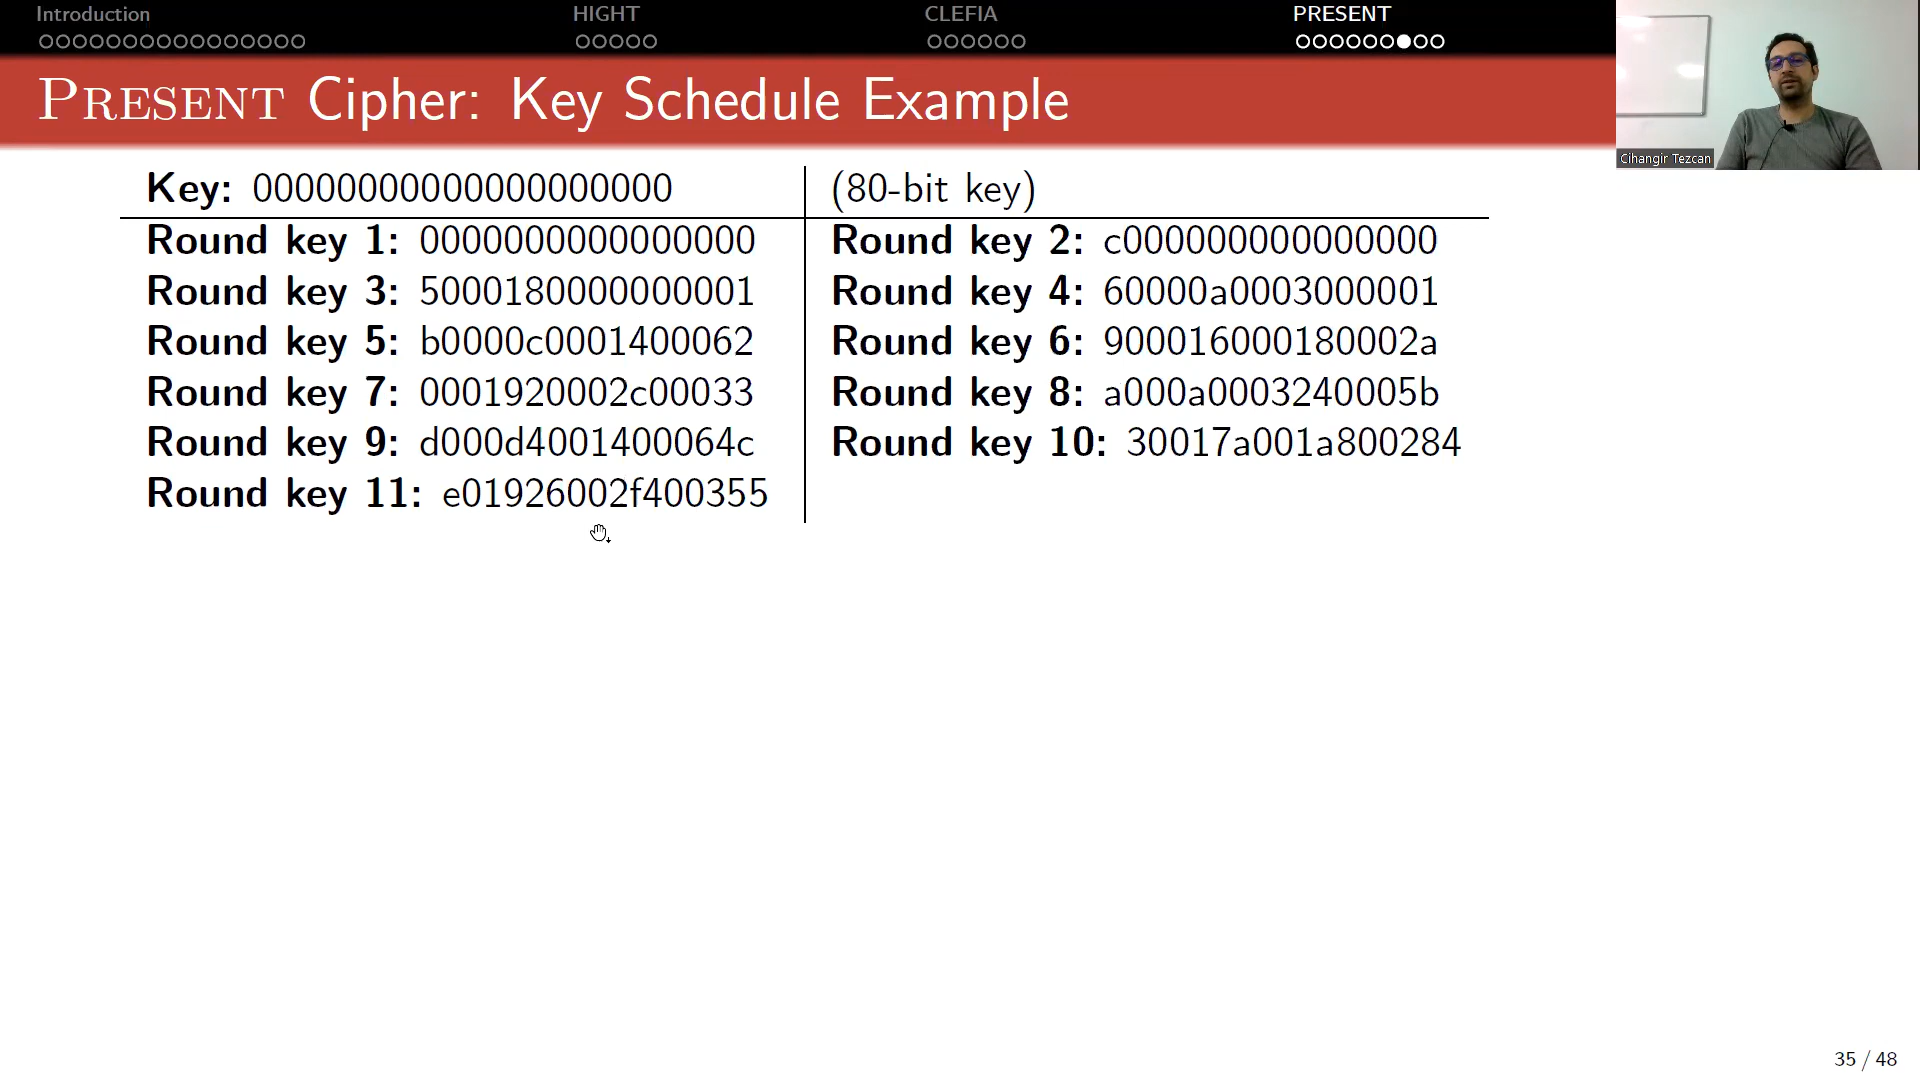 Introduction HIGHT CLEFIA PRESENT
PRESENT Cipher: Key Schedule Example
Cihangir Tezcan
Key: 00000000000000000000 (80-bit key)
Round key 1: 0000000000000000 Round key 2: c000000000000000
Round key 3: 5000180000000001 Round key 4: 60000a0003000001
Round key 5: b0000c0001400062 Round key 6: 900016000180002a
Round key 7: 0001920002c00033 Round key 8: a000a0003240005b
Round key 9: d000d4001400064c Round key 10: 30017a001a800284
Round key 11: e01926002f400355
35 / 48